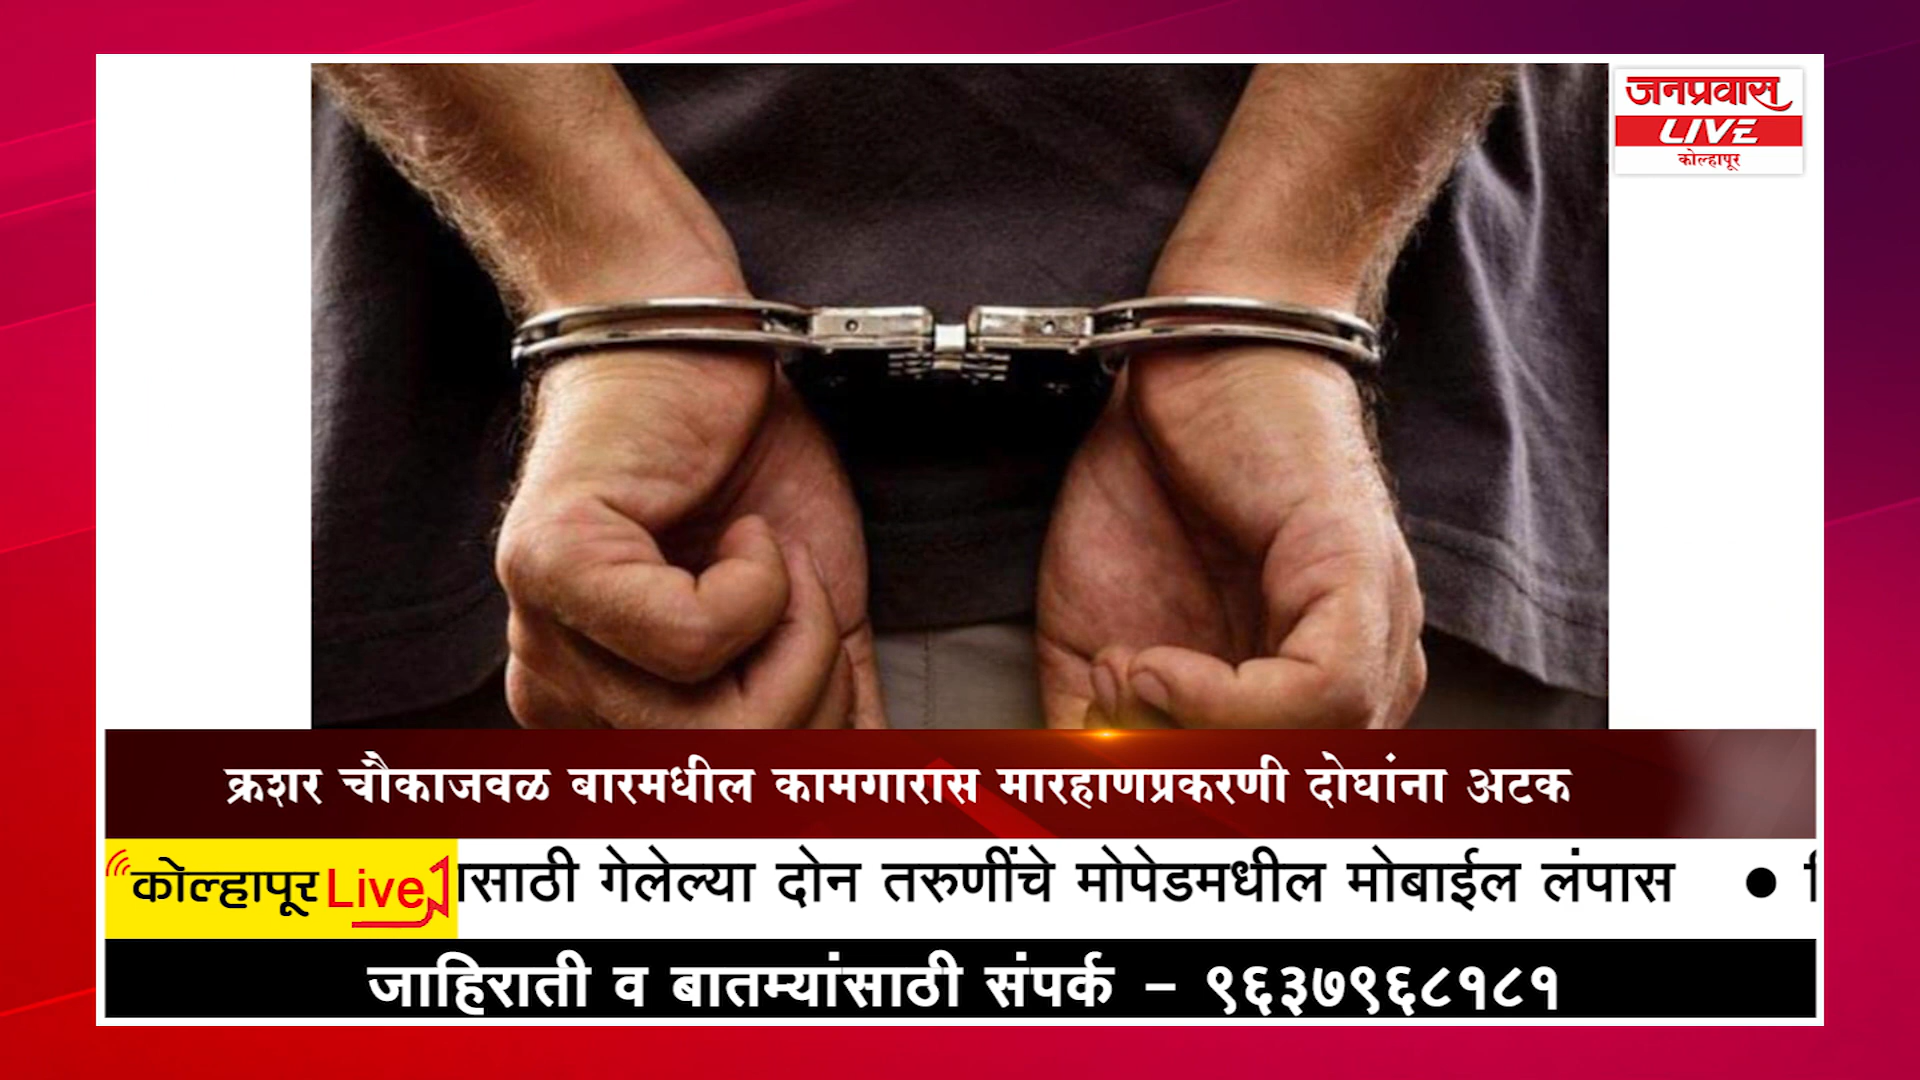 जनप्रवास
LIVE
कोल्हापूर
क्रशर चौकाजवळ बारमधील कामगारास मारहाणप्रकरणी दोघांना अटक
कोल्हापूर Live
साठी गेलेल्या दोन तरुणींचे मोपेडमधील मोबाईल लंपास ●
जाहिराती व बातम्यांसाठी संपर्क – ९६३७९६८१८१